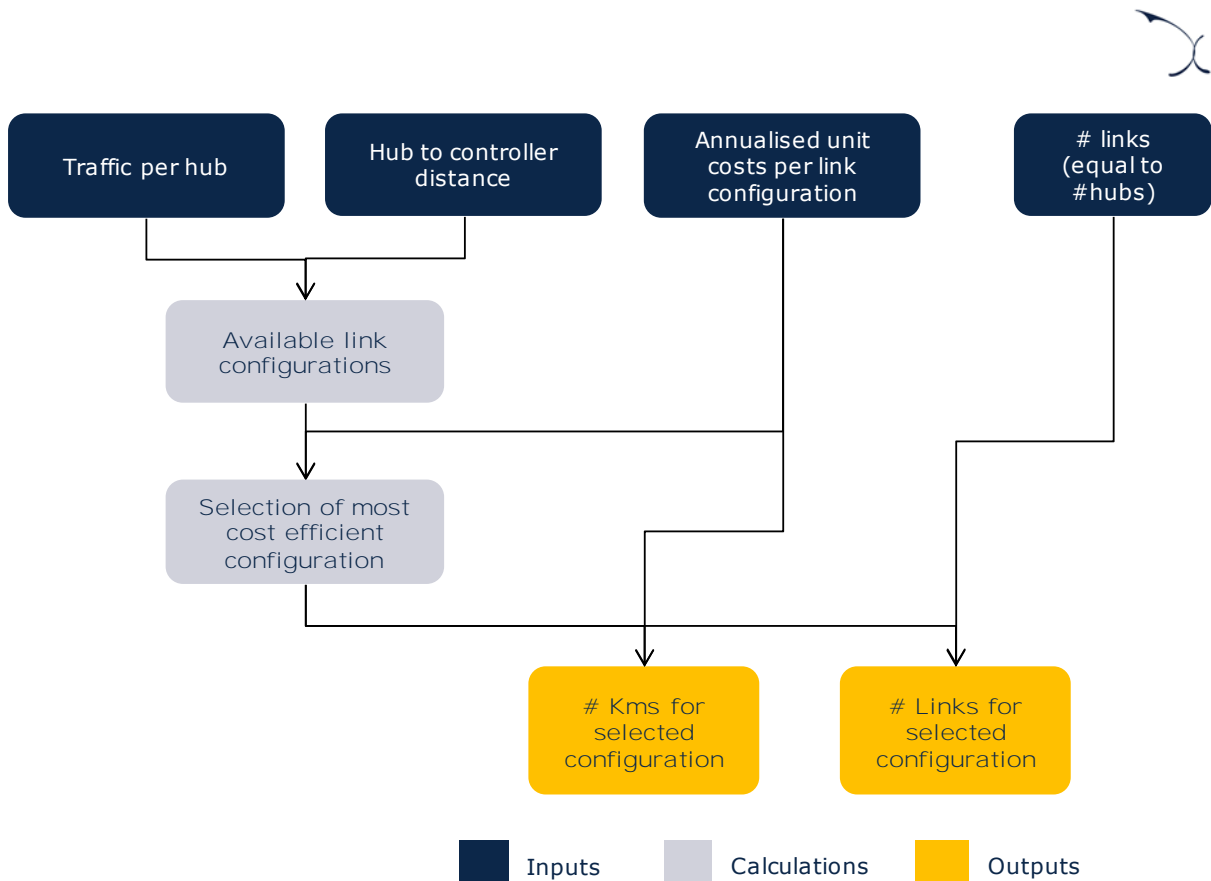 Traffic per hub
Hub to controller
distance
Annualised unit
costs per link
configuration
# links
(equal to
#hubs)
Available link
configurations
Selection of most
cost efficient
configuration
# Kms for
selected
configuration
# Links for
selected
configuration
Inputs
Calculations
Outputs